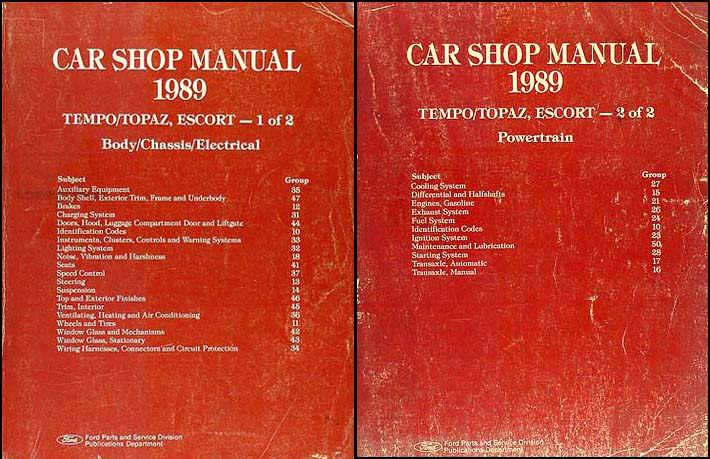 CAR SHOP MANUAL
1989
TEMPO/TOPAZ, ESCORT — 1 of 2
Body/Chassis/Electrical
Subject Group
Auxiliary Equipment 35
Body Shell, Exterior Trim, Frame and Underbody 47
Brakes 12
Charging System 31
Doors, Hood, Luggage Compartment Door and Liftgate 44
Identification Codes 10
Instruments, Clusters, Controls and Warning Systems 33
Lighting System 32
Noise, Vibration and Harshness 18
Seats 41
Speed Control 37
Steering 13
Suspension 14
Top and Exterior Finishes 46
Trim, Interior 45
Ventilating, Heating and Air Conditioning 36
Wheels and Tires 11
Window Glass and Mechanisms 42
Window Glass, Stationary 43
Wiring Harnesses, Connectors and Circuit Protection 34
Ford Ford Parts and Service Division
Publications Department
CAR SHOP MANUAL
1989
TEMPO/TOPAZ, ESCORT — 2 of 2
Powertrain
Subject Group
Cooling System 27
Differential and Halfshafts 15
Engines, Gasoline 21
Exhaust System 26
Fuel System 24
Identification Codes 10
Ignition System 23
Maintenance and Lubrication 50
Starting System 28
Transaxle, Automatic 17
Transaxle, Manual 16
Ford Ford Parts and Service Division
Publications Department